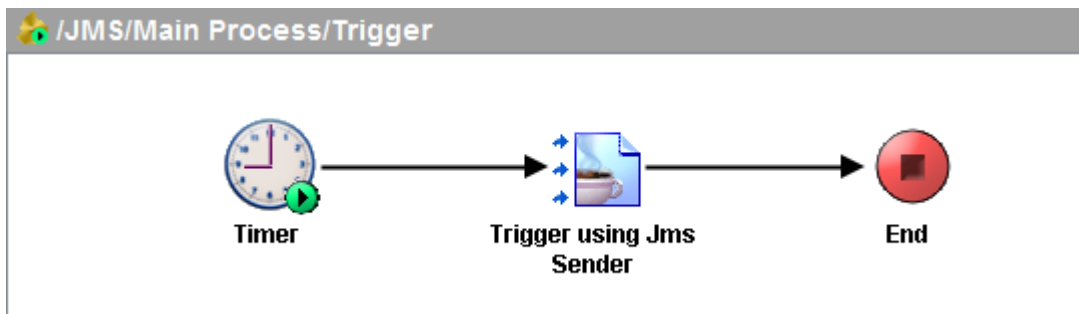 /JMS/Main Process/Trigger
Timer
Trigger using Jms
Sender
End